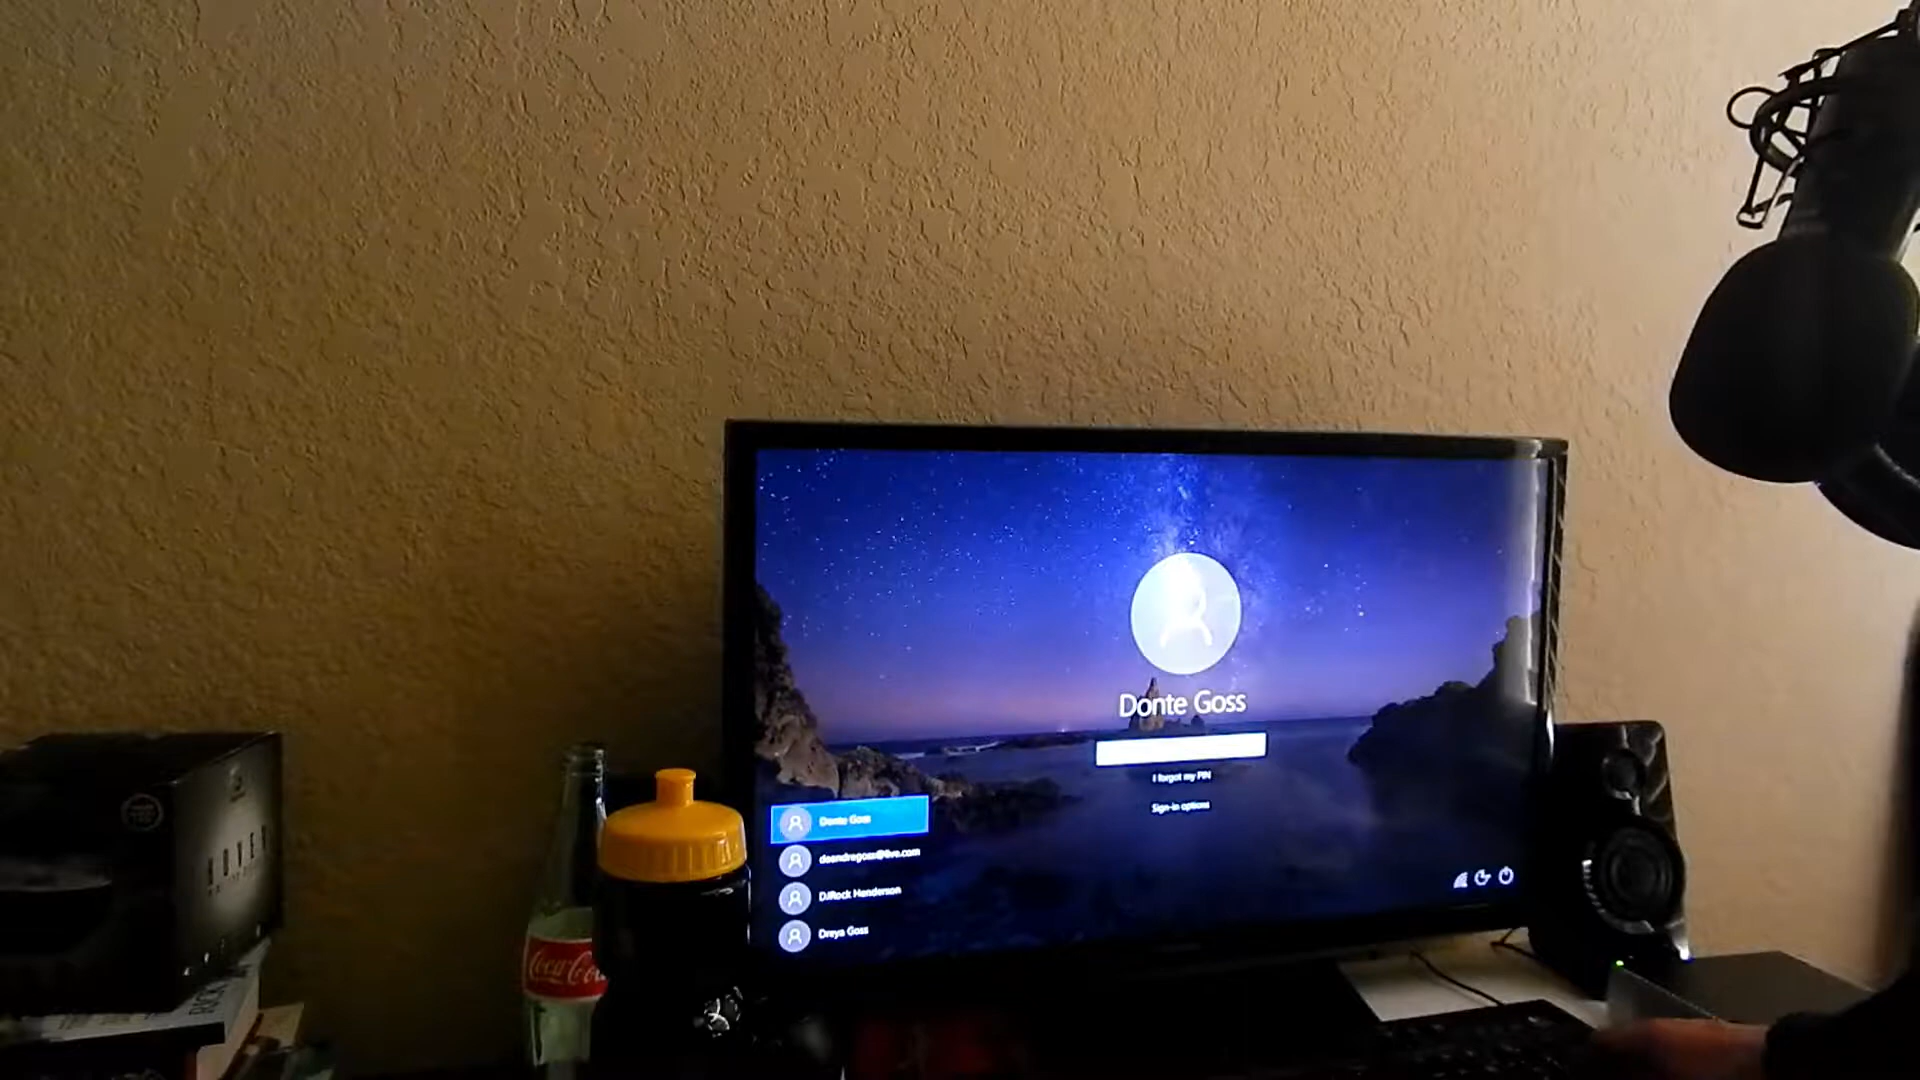 Donte Goss
I forgot my PIN
Sign-in options
Donte Goss
deandregoss@live.com
DJRock Henderson
Dreya Goss
Coca-Cola
HOVER